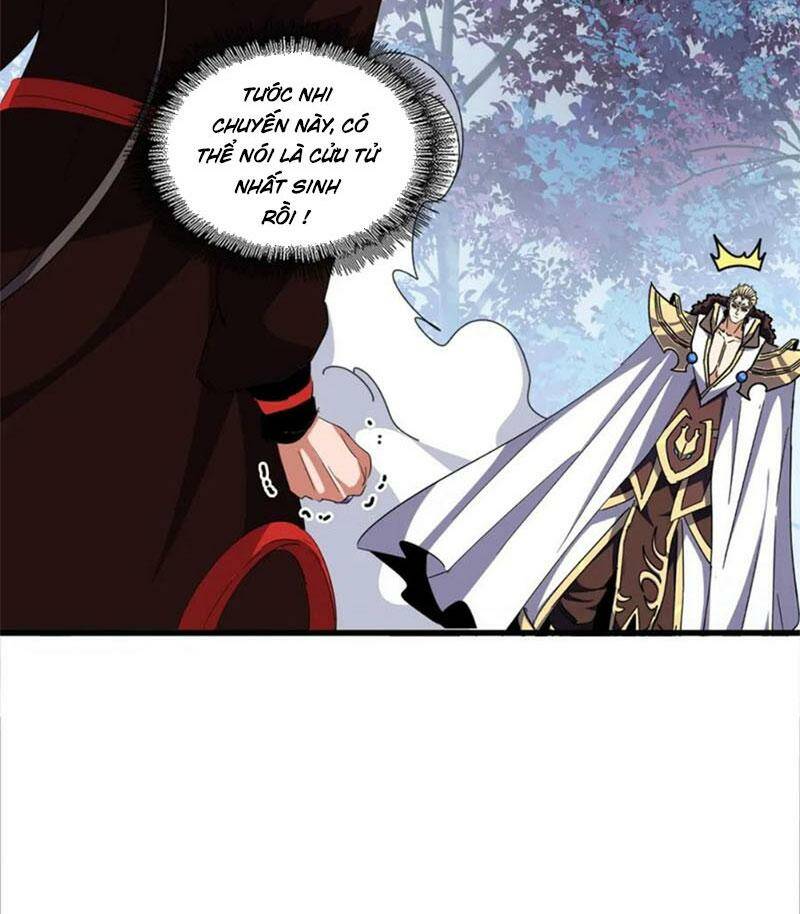 TƯỚC NHI
CHUYẾN NÀY, CÓ
THỂ NÓI LÀ CỬU TỬ
NHẤT SINH
RỒI !